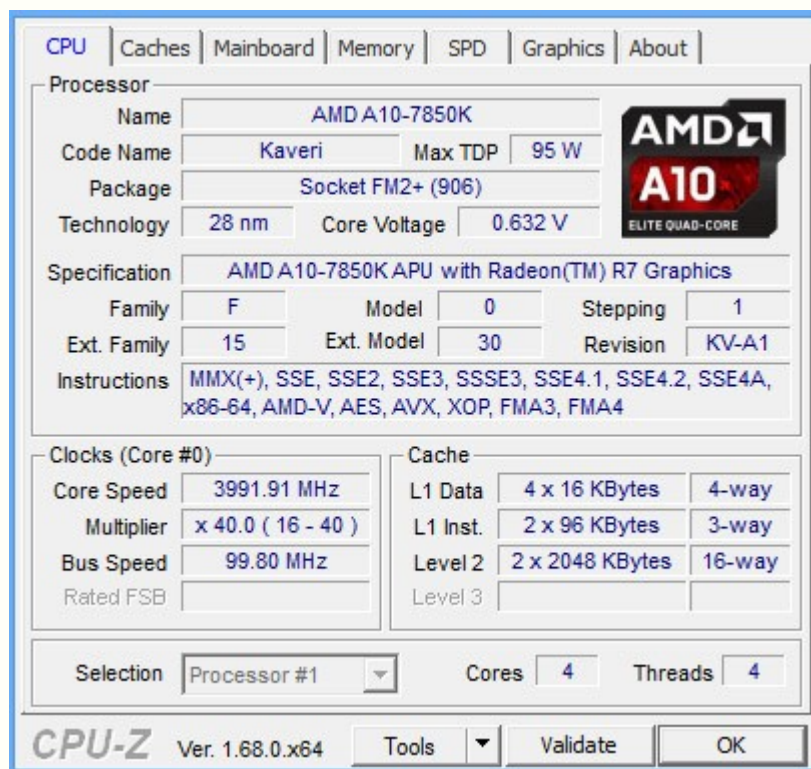 CPU Caches Mainboard Memory SPD Graphics About
Processor
Name AMD A10-7850K
Code Name Kaveri Max TDP 95 W
Package Socket FM2+ (906)
Technology 28 nm Core Voltage 0.632 V
AMD
A10
ELITE QUAD-CORE
Specification AMD A10-7850K APU with Radeon(TM) R7 Graphics
Family F Model 0 Stepping 1
Ext. Family 15 Ext. Model 30 Revision KV-A1
Instructions MMX(+), SSE, SSE2, SSE3, SSSE3, SSE4.1, SSE4.2, SSE4A,
x86-64, AMD-V, AES, AVX, XOP, FMA3, FMA4
Clocks (Core #0)
Core Speed 3991.91 MHz
Multiplier x 40.0 ( 16 - 40 )
Bus Speed 99.80 MHz
Rated FSB
Cache
L1 Data 4 x 16 KBytes 4-way
L1 Inst. 2 x 96 KBytes 3-way
Level 2 2 x 2048 KBytes 16-way
Level 3
Selection Processor #1 Cores 4 Threads 4
CPU-Z Ver. 1.68.0.x64 Tools Validate OK